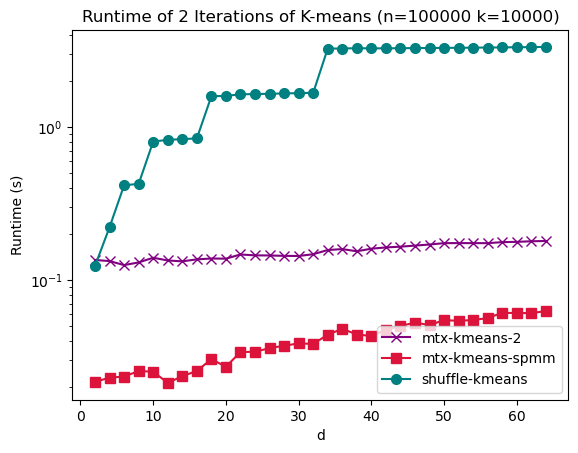 Runtime of 2 Iterations of K-means (n=100000 k=10000)
Runtime (s)
10⁰
10⁻¹
0 10 20 30 40 50 60
d
mtx-kmeans-2
mtx-kmeans-spmm
shuffle-kmeans